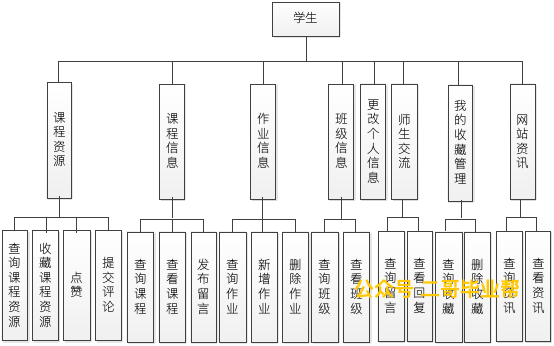 学生
课程资源
课程信息
作业信息
班级信息
更改个人信息
师生交流
我的收藏管理
网站资讯
查询课程资源
收藏课程资源
点赞
提交评论
查询课程
查看课程
发布留言
查询作业
新增作业
删除作业
查询班级
查看班级
查询留言
查看回复
查询收藏
删除收藏
查询资讯
查看资讯
公众号:二哥毕业帮